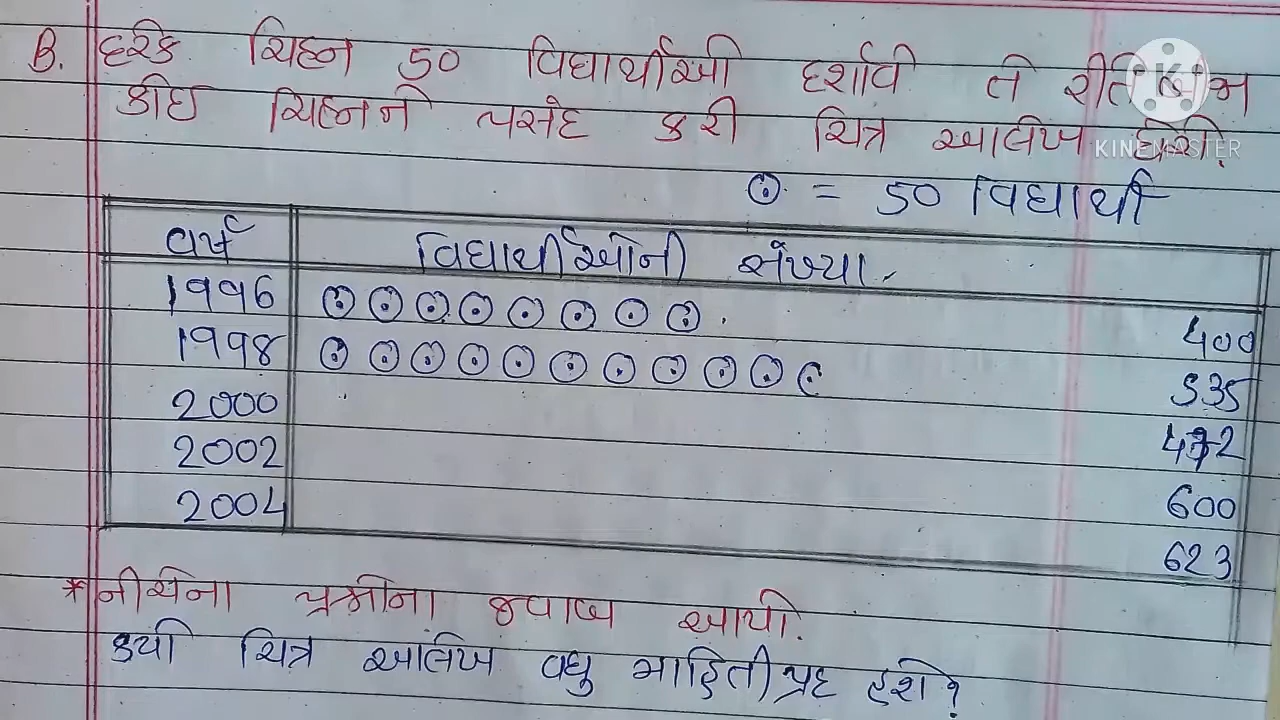 B. દરેક ચિહ્ન 50 વિદ્યાર્થીઓ દર્શાવે તે રીતે બીજા
કોઇ ચિહ્નને પસંદ કરી ચિત્ર આલેખ દોરો.
KINEMASTER
⊙ = 50 વિદ્યાર્થી
વર્ષ વિદ્યાર્થીઓની સંખ્યા
1996 400
1998 535
2000 472
2002 600
2004 623
* નીચેના પ્રશ્નોના જવાબ આપો.
કયો ચિત્ર આલેખ વધુ માહિતીપ્રદ હશે?